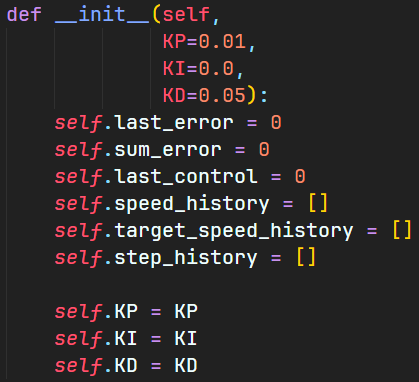 def __init__(self,
KP=0.01,
KI=0.0,
KD=0.05):
self.last_error = 0
self.sum_error = 0
self.last_control = 0
self.speed_history = []
self.target_speed_history = []
self.step_history = []
self.KP = KP
self.KI = KI
self.KD = KD